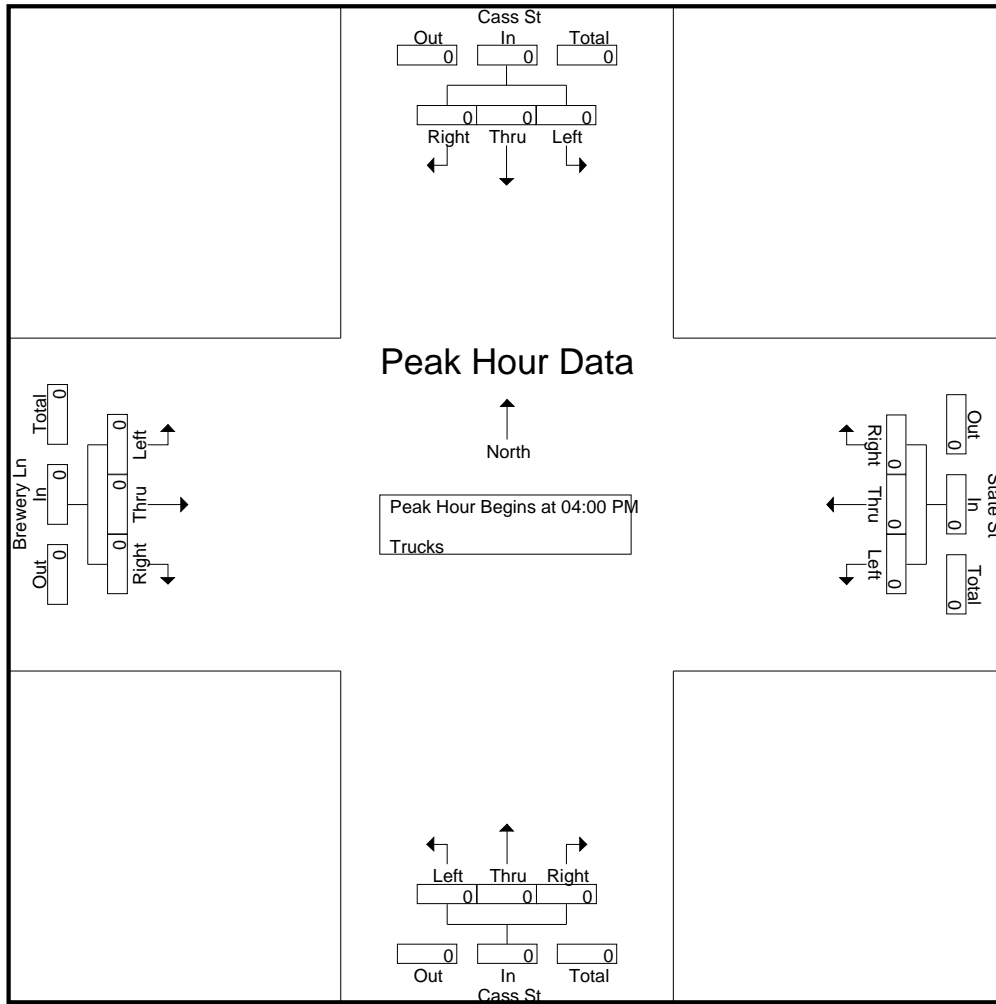 Cass St
Out In Total
0 0 0
0 0 0
Right Thru Left
Peak Hour Data
North
Peak Hour Begins at 04:00 PM
Trucks
Brewery Ln
Out In Total
0 0 0
0 0 0
Right Thru Left
State St
Out In Total
0 0 0
0 0 0
Right Thru Left
Left Thru Right
0 0 0
0 0 0
Out In Total
Cass St